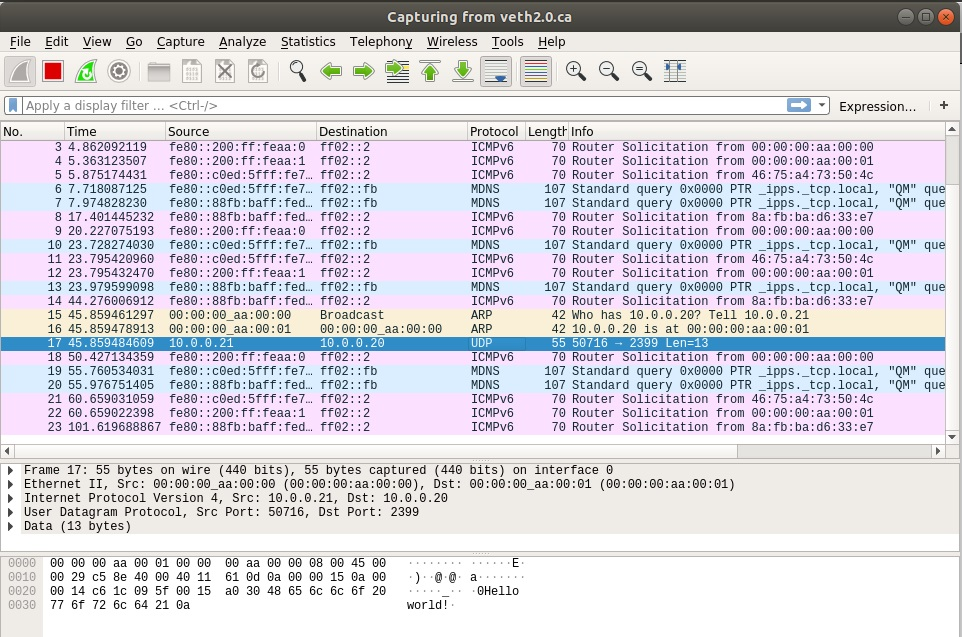 Capturing from veth2.0.ca
File Edit View Go Capture Analyze Statistics Telephony Wireless Tools Help
Apply a display filter ... <Ctrl-/> Expression... +
No. Time Source Destination Protocol Length Info
3 4.862092119 fe80::200:ff:feaa:0 ff02::2 ICMPv6 70 Router Solicitation from 00:00:00:aa:00:00
4 5.363123507 fe80::200:ff:feaa:1 ff02::2 ICMPv6 70 Router Solicitation from 00:00:00:aa:00:01
5 5.875174431 fe80::c0ed:5fff:fe7… ff02::2 ICMPv6 70 Router Solicitation from 46:75:a4:73:50:4c
6 7.718087125 fe80::c0ed:5fff:fe7… ff02::fb MDNS 107 Standard query 0x0000 PTR _ipps._tcp.local, "QM" que
7 7.974828230 fe80::88fb:baff:fed… ff02::fb MDNS 107 Standard query 0x0000 PTR _ipps._tcp.local, "QM" que
8 17.401445232 fe80::88fb:baff:fed… ff02::2 ICMPv6 70 Router Solicitation from 8a:fb:ba:d6:33:e7
9 20.227075193 fe80::200:ff:feaa:0 ff02::2 ICMPv6 70 Router Solicitation from 00:00:00:aa:00:00
10 23.728274030 fe80::c0ed:5fff:fe7… ff02::fb MDNS 107 Standard query 0x0000 PTR _ipps._tcp.local, "QM" que
11 23.795420960 fe80::c0ed:5fff:fe7… ff02::2 ICMPv6 70 Router Solicitation from 46:75:a4:73:50:4c
12 23.795432470 fe80::200:ff:feaa:1 ff02::2 ICMPv6 70 Router Solicitation from 00:00:00:aa:00:01
13 23.979599098 fe80::88fb:baff:fed… ff02::fb MDNS 107 Standard query 0x0000 PTR _ipps._tcp.local, "QM" que
14 44.276006912 fe80::88fb:baff:fed… ff02::2 ICMPv6 70 Router Solicitation from 8a:fb:ba:d6:33:e7
15 45.859461297 00:00:00_aa:00:00 Broadcast ARP 42 Who has 10.0.0.20? Tell 10.0.0.21
16 45.859478913 00:00:00_aa:00:01 00:00:00_aa:00:00 ARP 42 10.0.0.20 is at 00:00:00:aa:00:01
17 45.859484609 10.0.0.21 10.0.0.20 UDP 55 50716 → 2399 Len=13
18 50.427134359 fe80::200:ff:feaa:0 ff02::2 ICMPv6 70 Router Solicitation from 00:00:00:aa:00:00
19 55.760534031 fe80::c0ed:5fff:fe7… ff02::fb MDNS 107 Standard query 0x0000 PTR _ipps._tcp.local, "QM" que
20 55.976751405 fe80::88fb:baff:fed… ff02::fb MDNS 107 Standard query 0x0000 PTR _ipps._tcp.local, "QM" que
21 60.659031059 fe80::c0ed:5fff:fe7… ff02::2 ICMPv6 70 Router Solicitation from 46:75:a4:73:50:4c
22 60.659022398 fe80::200:ff:feaa:1 ff02::2 ICMPv6 70 Router Solicitation from 00:00:00:aa:00:01
23 101.619688867 fe80::88fb:baff:fed… ff02::2 ICMPv6 70 Router Solicitation from 8a:fb:ba:d6:33:e7
Frame 17: 55 bytes on wire (440 bits), 55 bytes captured (440 bits) on interface 0
Ethernet II, Src: 00:00:00_aa:00:00 (00:00:00:aa:00:00), Dst: 00:00:00_aa:00:01 (00:00:00:aa:00:01)
Internet Protocol Version 4, Src: 10.0.0.21, Dst: 10.0.0.20
User Datagram Protocol, Src Port: 50716, Dst Port: 2399
Data (13 bytes)
0000 00 00 00 aa 00 01 00 00 00 aa 00 00 08 00 45 00 ········ ······E·
0010 00 29 c5 8e 40 00 40 11 61 0d 0a 00 00 15 0a 00 ·)··@·@· a·······
0020 00 14 c6 1c 09 5f 00 15 a0 30 48 65 6c 6c 6f 20 ·····_·· ·0Hello
0030 77 6f 72 6c 64 21 0a world!·